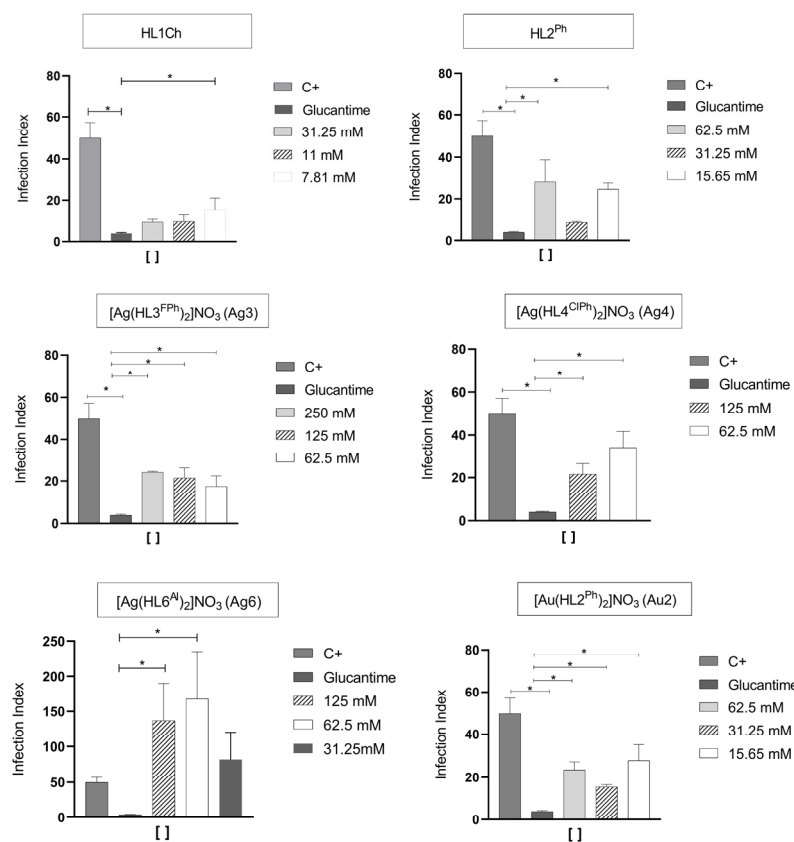 HL1Ch
Infection Incex
80
60
40
20
0
*
*
[ ]
C+
Glucantime
31.25 mM
11 mM
7.81 mM
HL2Ph
Infection Index
80
60
40
20
0
*
*
*
[ ]
C+
Glucantime
62.5 mM
31.25 mM
15.65 mM
[Ag(HL3FPh)2]NO3 (Ag3)
Infection Index
80
60
40
20
0
*
*
*
*
[ ]
C+
Glucantime
250 mM
125 mM
62.5 mM
[Ag(HL4ClPh)2]NO3 (Ag4)
Infection Index
80
60
40
20
0
*
*
*
[ ]
C+
Glucantime
125 mM
62.5 mM
[Ag(HL6Al)2]NO3 (Ag6)
Infection Index
250
200
150
100
50
0
*
*
[ ]
C+
Glucantime
125 mM
62.5 mM
31.25mM
[Au(HL2Ph)2]NO3 (Au2)
Infection Index
80
60
40
20
0
*
*
*
*
[ ]
C+
Glucantime
62.5 mM
31.25 mM
15.65 mM